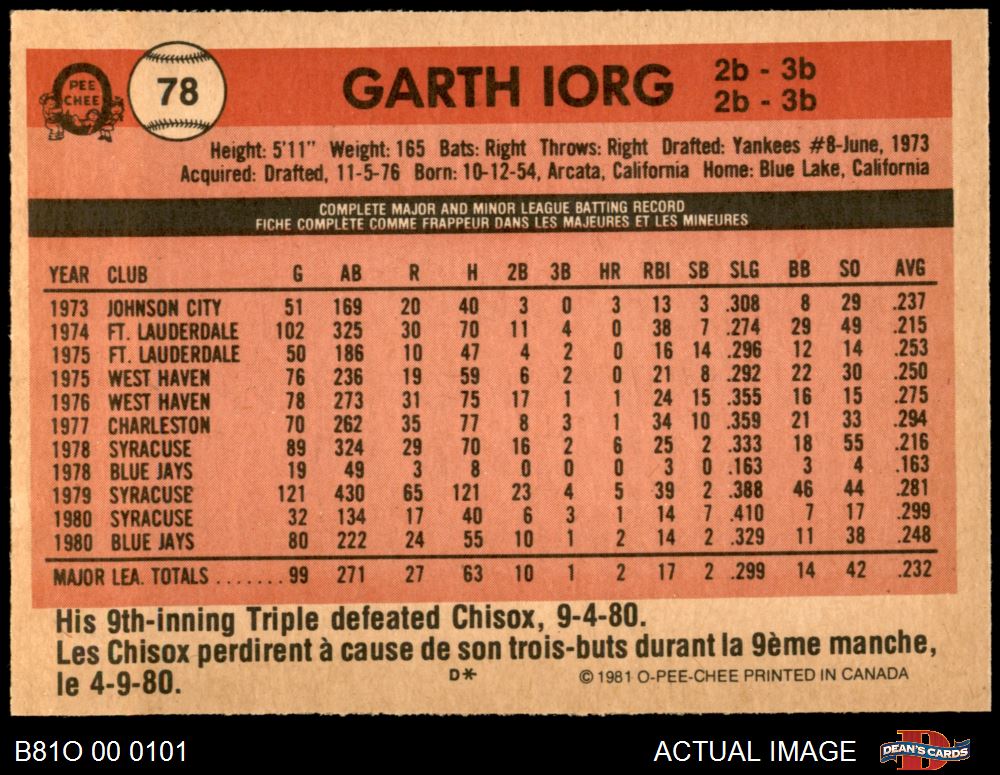 O
PEE
CHEE
78
GARTH IORG
2b - 3b
2b - 3b
Height: 5'11" Weight: 165 Bats: Right Throws: Right Drafted: Yankees #8-June, 1973
Acquired: Drafted, 11-5-76 Born: 10-12-54, Arcata, California Home: Blue Lake, California
COMPLETE MAJOR AND MINOR LEAGUE BATTING RECORD
FICHE COMPLÈTE COMME FRAPPEUR DANS LES MAJEURES ET LES MINEURES
YEAR CLUB G AB R H 2B 3B HR RBI SB SLG BB SO AVG
1973 JOHNSON CITY 51 169 20 40 3 0 3 13 3 .308 8 29 .237
1974 FT. LAUDERDALE 102 325 30 70 11 4 0 38 7 .274 29 49 .215
1975 FT. LAUDERDALE 50 186 10 47 4 2 0 16 14 .296 12 14 .253
1975 WEST HAVEN 76 236 19 59 6 2 0 21 8 .292 22 30 .250
1976 WEST HAVEN 78 273 31 75 17 1 1 24 15 .355 16 15 .275
1977 CHARLESTON 70 262 35 77 8 3 1 34 10 .359 21 33 .294
1978 SYRACUSE 89 324 29 70 16 2 6 25 2 .333 18 55 .216
1978 BLUE JAYS 19 49 3 8 0 0 0 3 0 .163 3 4 .163
1979 SYRACUSE 121 430 65 121 23 4 5 39 2 .388 46 44 .281
1980 SYRACUSE 32 134 17 40 6 3 1 14 7 .410 7 17 .299
1980 BLUE JAYS 80 222 24 55 10 1 2 14 2 .329 11 38 .248
MAJOR LEA. TOTALS ....... 99 271 27 63 10 1 2 17 2 .299 14 42 .232
His 9th-inning Triple defeated Chisox, 9-4-80.
Les Chisox perdirent à cause de son trois-buts durant la 9ème manche,
le 4-9-80.
D*
© 1981 O-PEE-CHEE PRINTED IN CANADA
B81O 00 0101
ACTUAL IMAGE
D
DEAN'S CARDS